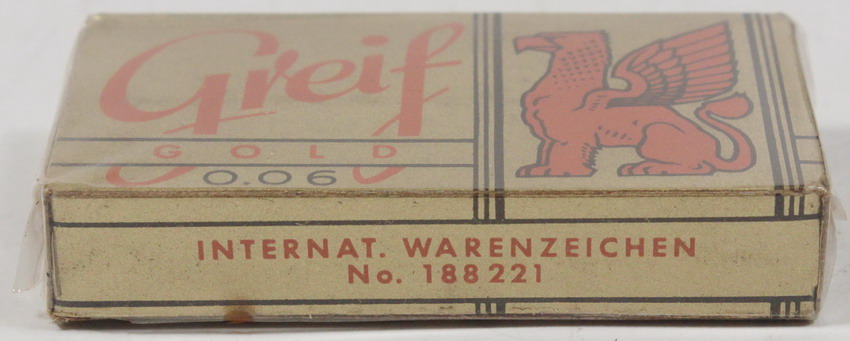 Greif
GOLD
0.06
INTERNAT. WARENZEICHEN
No. 188221